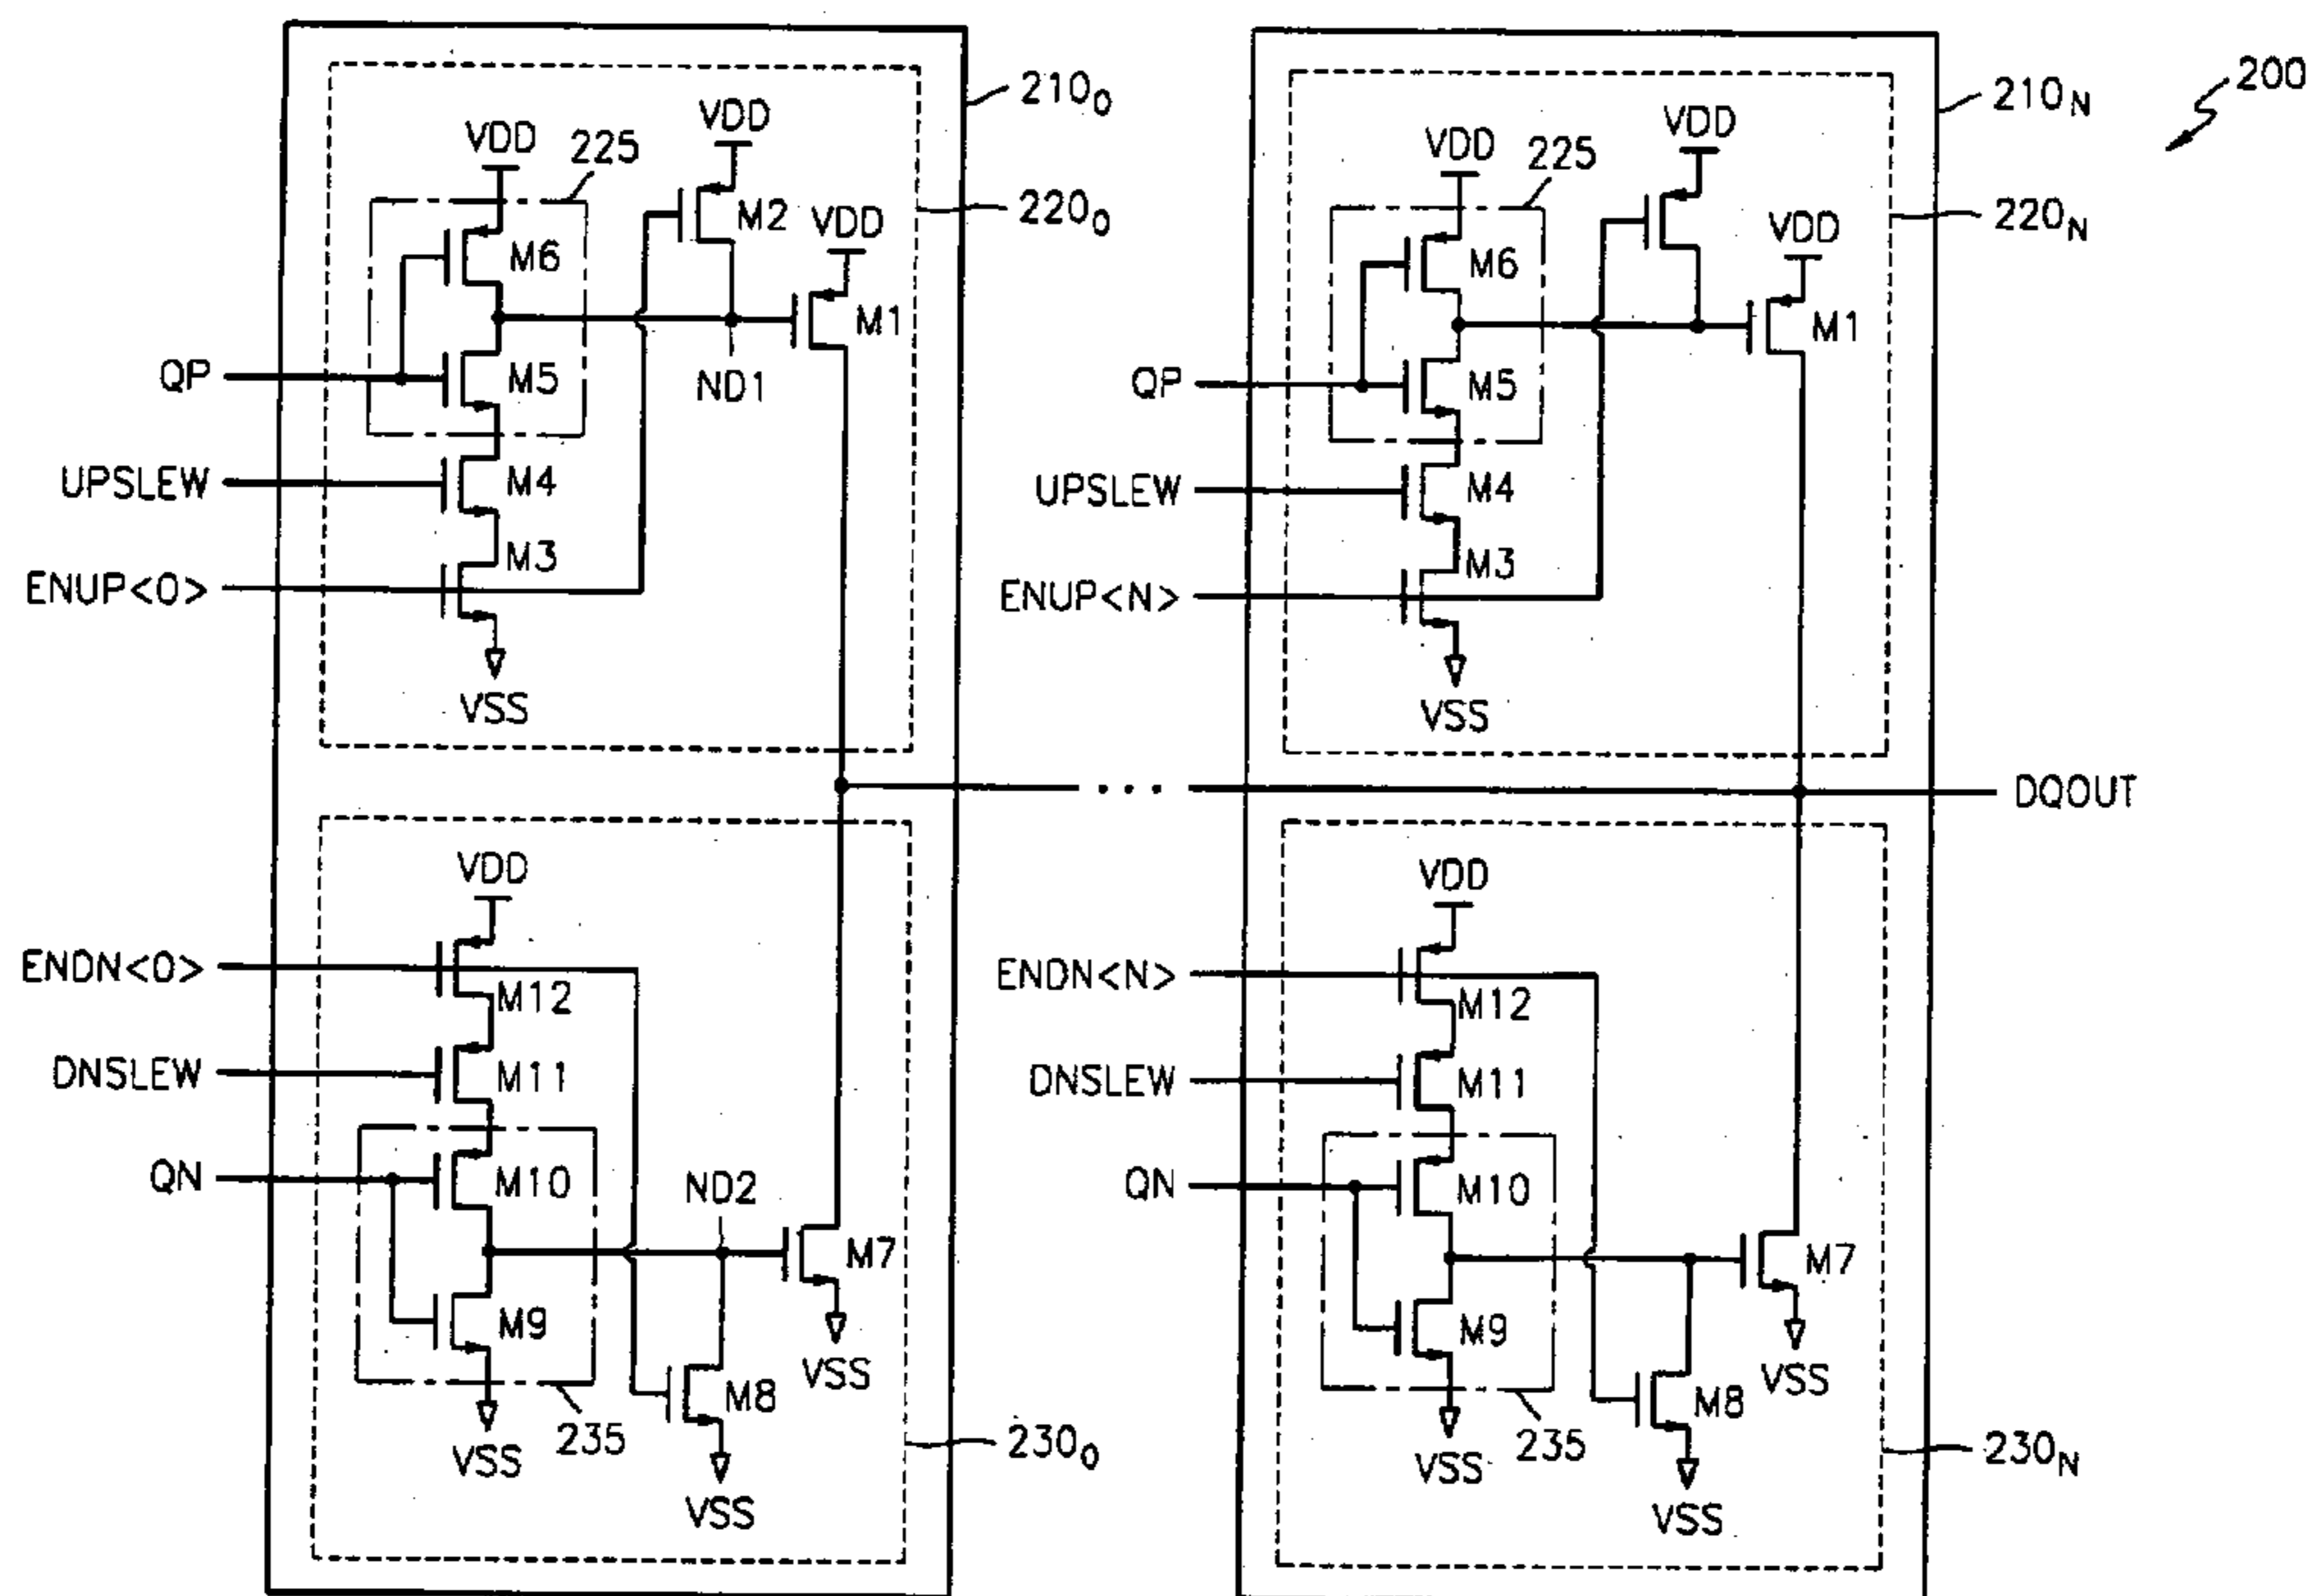 200
210₀
220₀
VDD
VDD
225
M6
M2
VDD
M1
QP
M5
ND1
UPSLEW
M4
M3
ENUP<0>
VSS
VDD
ENDN<0>
M12
DNSLEW
M11
QN
M10
ND2
M7
M9
VSS
M8
VSS
235
VSS
230₀
210N
220N
VDD
VDD
225
M6
VDD
M1
QP
M5
UPSLEW
M4
M3
ENUP<N>
VSS
DQOUT
VDD
ENDN<N>
M12
DNSLEW
M11
QN
M10
M7
M9
VSS
M8
VSS
235
VSS
230N